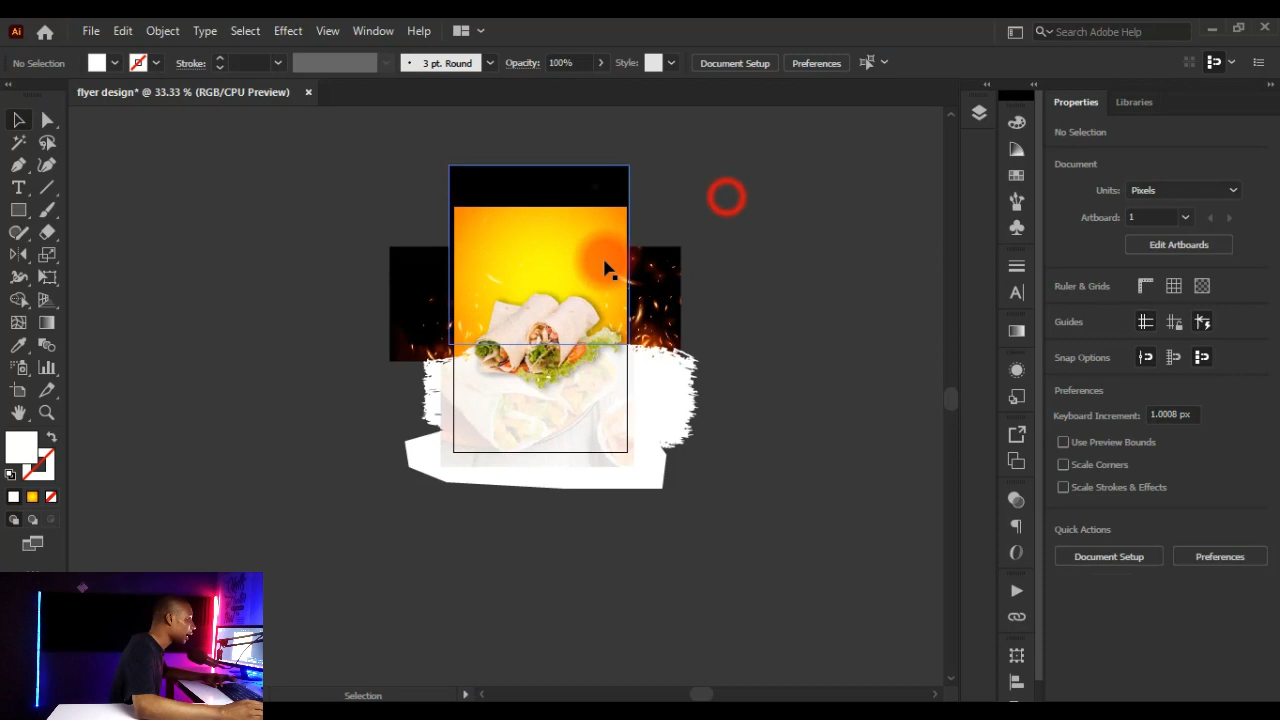 Ai File Edit Object Type Select Effect View Window Help Search Adobe Help
No Selection Stroke: 3 pt. Round Opacity: 100% Style: Document Setup Preferences
flyer design* @ 33.33 % (RGB/CPU Preview) ×
Properties Libraries
No Selection
Document
Units: Pixels
Artboard: 1
Edit Artboards
Ruler & Grids
Guides
Snap Options
Preferences
Keyboard Increment: 1.0008 px
Use Preview Bounds
Scale Corners
Scale Strokes & Effects
Quick Actions
Document Setup Preferences
Selection